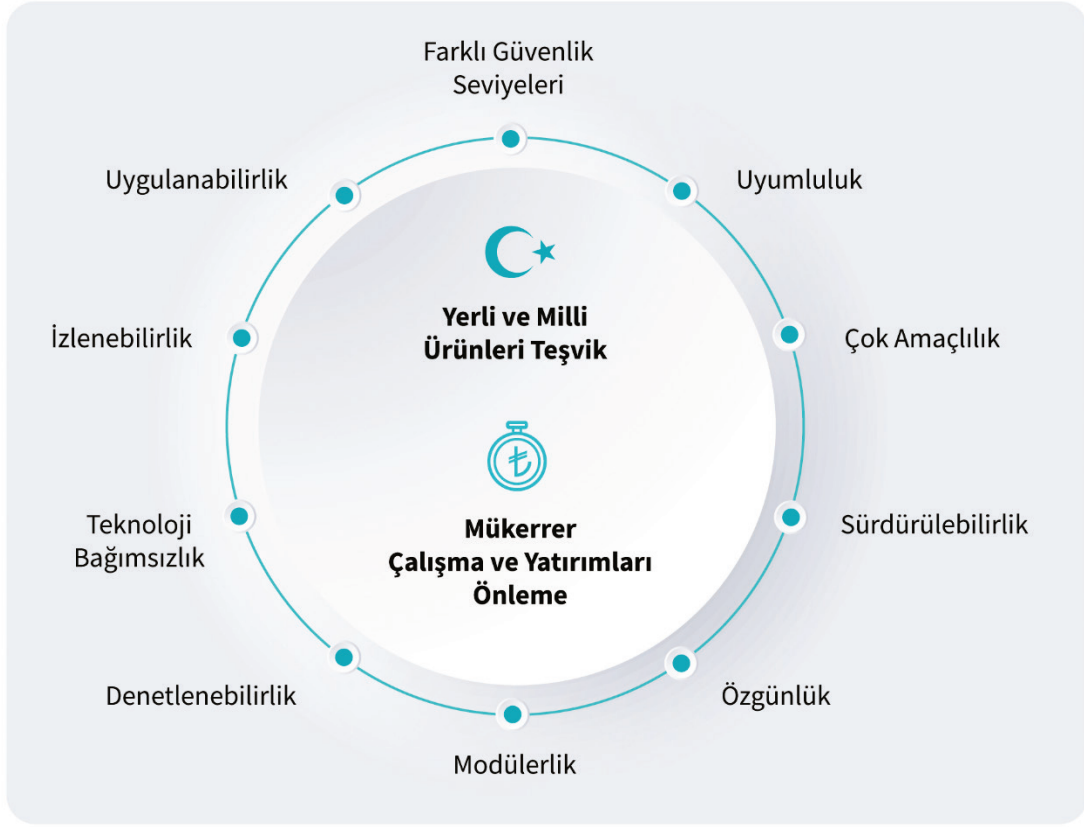 Farklı Güvenlik
Seviyeleri
Uygulanabilirlik
Uyumluluk
Yerli ve Milli
Ürünleri Teşvik
İzlenebilirlik
Çok Amaçlılık
Mükerrer
Çalışma ve Yatırımları
Önleme
Teknoloji
Bağımsızlık
Sürdürülebilirlik
Denetlenebilirlik
Özgünlük
Modülerlik